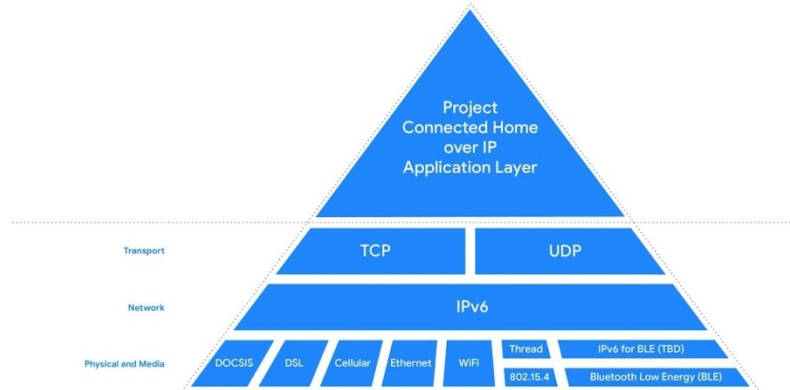 Project
Connected Home
over IP
Application Layer
Transport
TCP
UDP
Network
IPv6
Physical and Media
DOCSIS
DSL
Cellular
Ethernet
WiFi
Thread
IPv6 for BLE (TBD)
802.15.4
Bluetooth Low Energy (BLE)